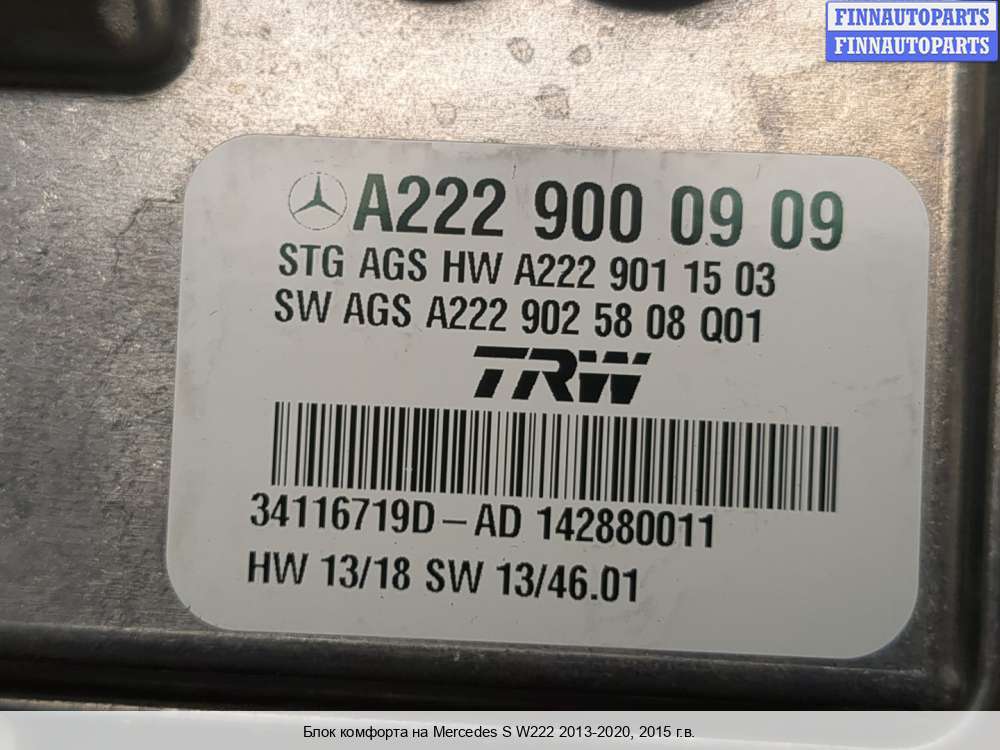 FINNAUTOPARTS
FINNAUTOPARTS
A222 900 09 09
STG AGS HW A222 901 15 03
SW AGS A222 902 58 08 Q01
TRW
34116719D – AD 142880011
HW 13/18 SW 13/46.01
Блок комфорта на Mercedes S W222 2013-2020, 2015 г.в.